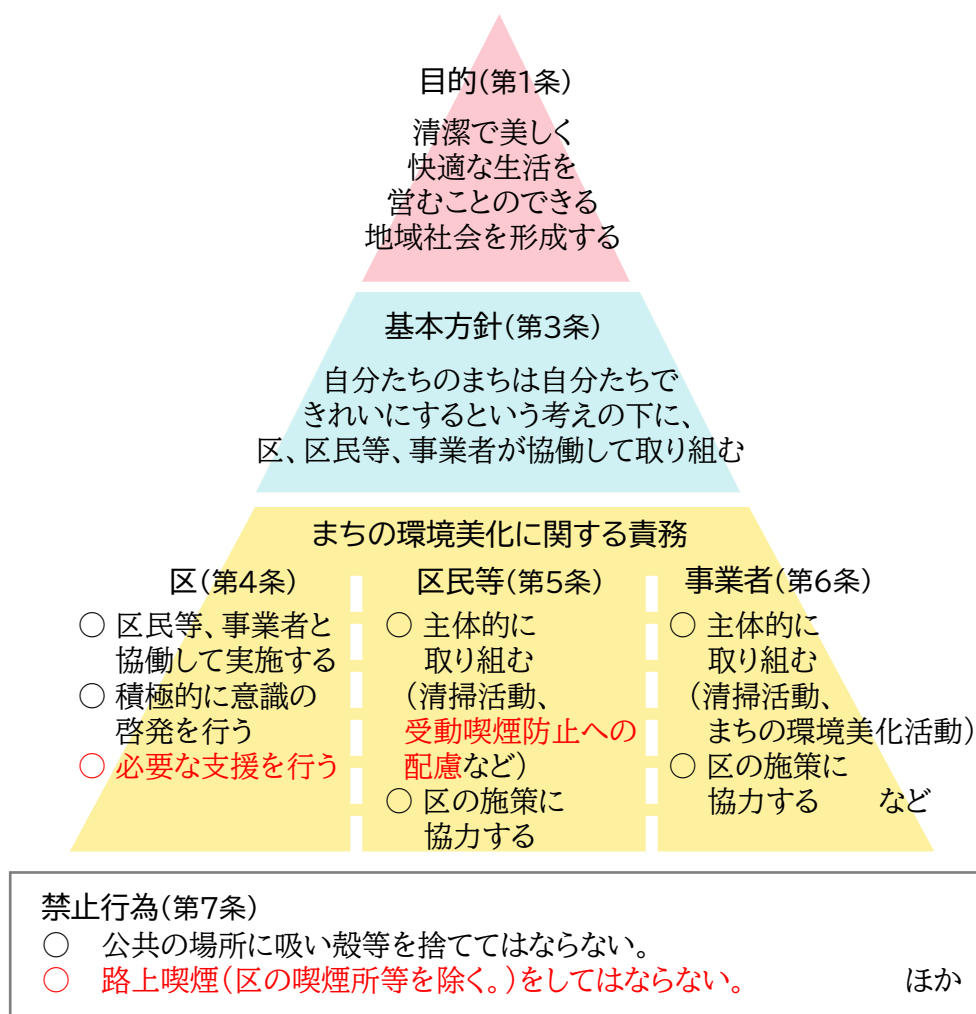 目的(第1条)
清潔で美しく
快適な生活を
営むことのできる
地域社会を形成する
基本方針(第3条)
自分たちのまちは自分たちで
きれいにするという考えの下に、
区、区民等、事業者が協働して取り組む
まちの環境美化に関する責務
区(第4条)
○ 区民等、事業者と
協働して実施する
○ 積極的に意識の
啓発を行う
○ 必要な支援を行う
区民等(第5条)
○ 主体的に
取り組む
(清掃活動、
受動喫煙防止への
配慮など)
○ 区の施策に
協力する
事業者(第6条)
○ 主体的に
取り組む
(清掃活動、
まちの環境美化活動)
○ 区の施策に
協力する など
禁止行為(第7条)
○ 公共の場所に吸い殻等を捨ててはならない。
○ 路上喫煙(区の喫煙所等を除く。)をしてはならない。 ほか